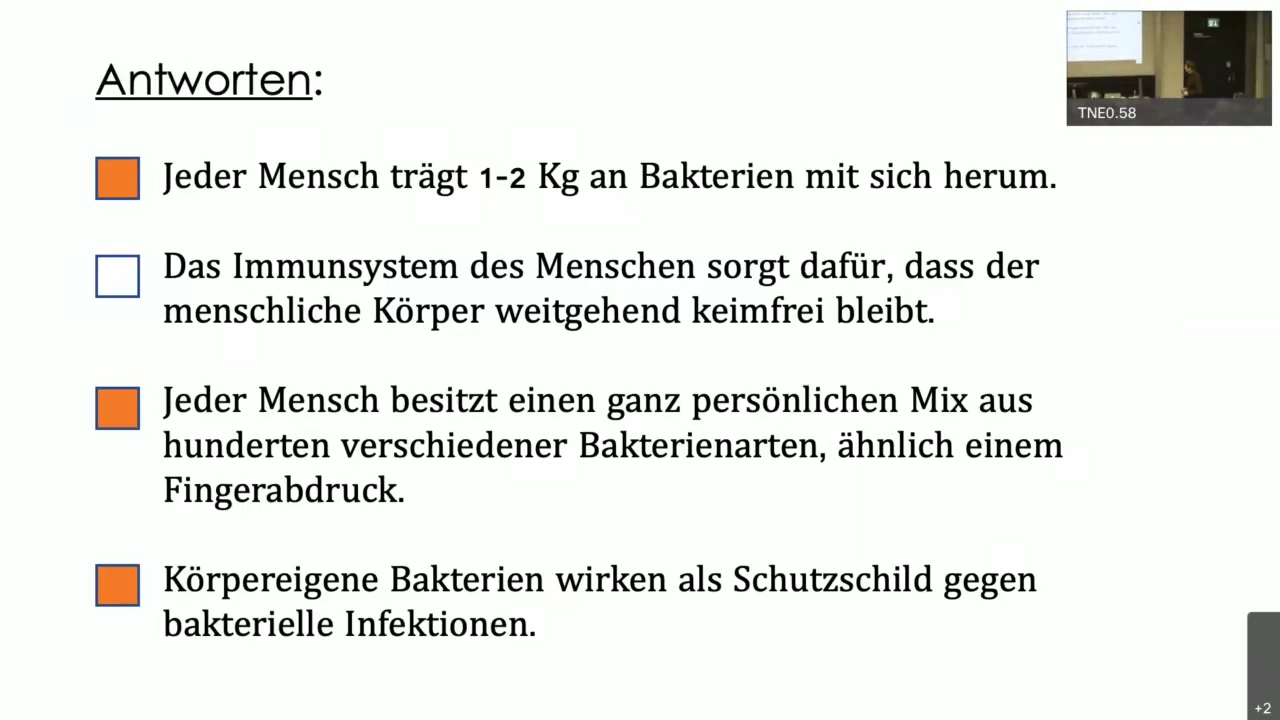 Antworten:
TNE0.58
Jeder Mensch trägt 1-2 Kg an Bakterien mit sich herum.
Das Immunsystem des Menschen sorgt dafür, dass der
menschliche Körper weitgehend keimfrei bleibt.
Jeder Mensch besitzt einen ganz persönlichen Mix aus
hunderten verschiedener Bakterienarten, ähnlich einem
Fingerabdruck.
Körpereigene Bakterien wirken als Schutzschild gegen
bakterielle Infektionen.
+2